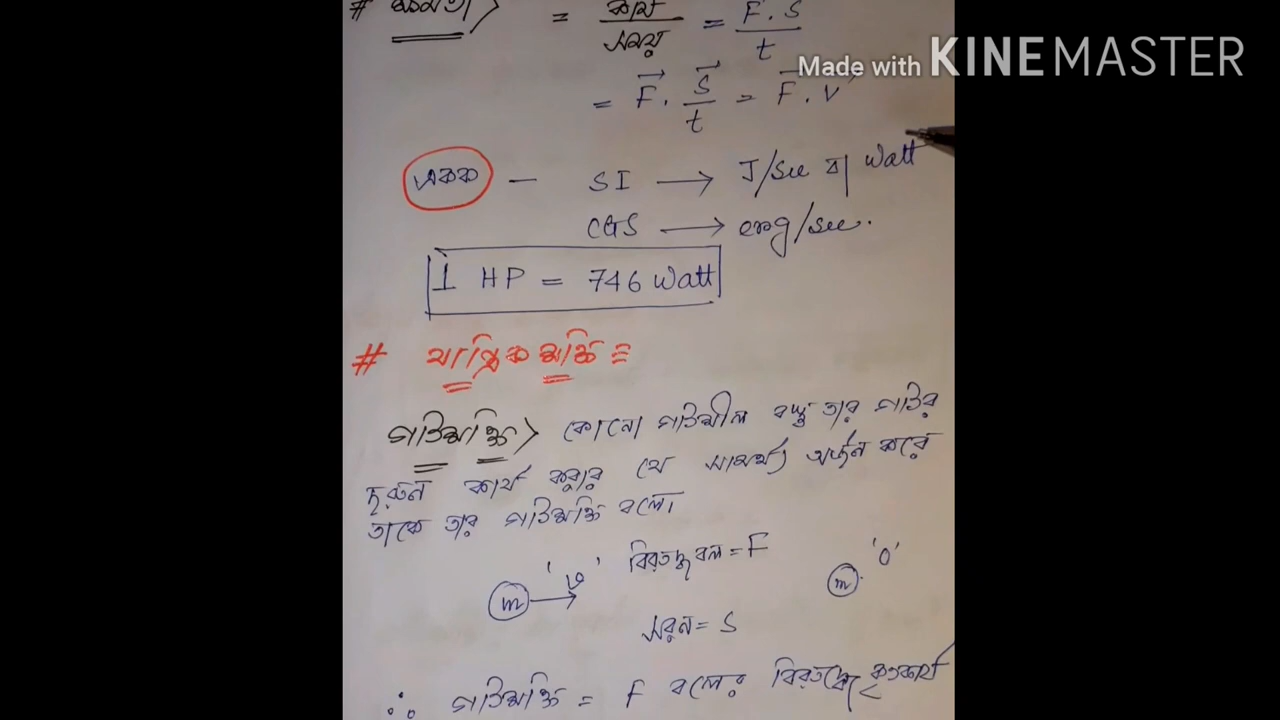 # ক্ষমতা > = কার্য / সময় = F . S / t
Made with KINEMASTER
= F . S / t = F . V
একক — SI → J/sec বা Watt
CGS → erg/sec.
1 HP = 746 Watt
# যান্ত্রিক শক্তি =
গতিশক্তি > কোনো গতিশীল বস্তু তার গতির
দরুন কার্য করার যে সামর্থ্য অর্জন করে
তাকে তার গতিশক্তি বলে।
m → 'v' বিরুদ্ধ বল = F m '0'
সরন = S
∴ গতিশক্তি = F বলের বিরুদ্ধে কৃতকার্য